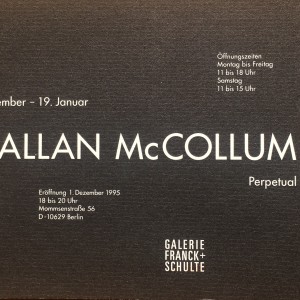 Öffnungszeiten
Montag bis Freitag
11 bis 18 Uhr
Samstag
11 bis 15 Uhr
ember – 19. Januar
ALLAN McCOLLUM
Perpetual
Eröffnung 1. Dezember 1995
18 bis 20 Uhr
Mommsenstraße 56
D-10629 Berlin
GALERIE
FRANCK+
SCHULTE